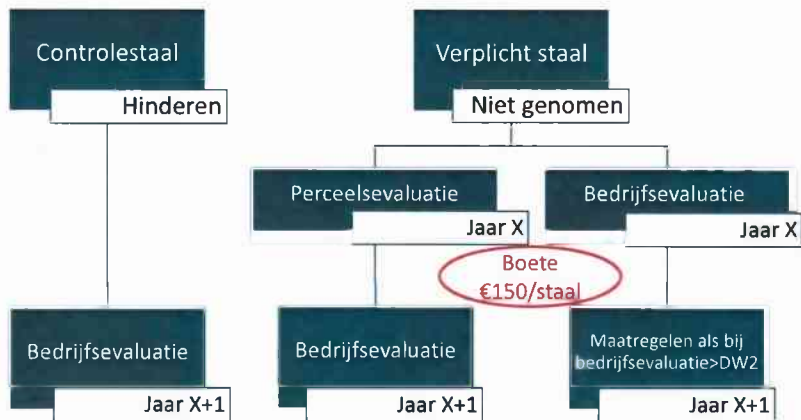 Controlestaal
Hinderen
Verplicht staal
Niet genomen
Perceelsevaluatie
Jaar X
Bedrijfsevaluatie
Jaar X
Boete
€150/staal
Bedrijfsevaluatie
Jaar X+1
Bedrijfsevaluatie
Jaar X+1
Maatregelen als bij
bedrijfsevaluatie>DW2
Jaar X+1